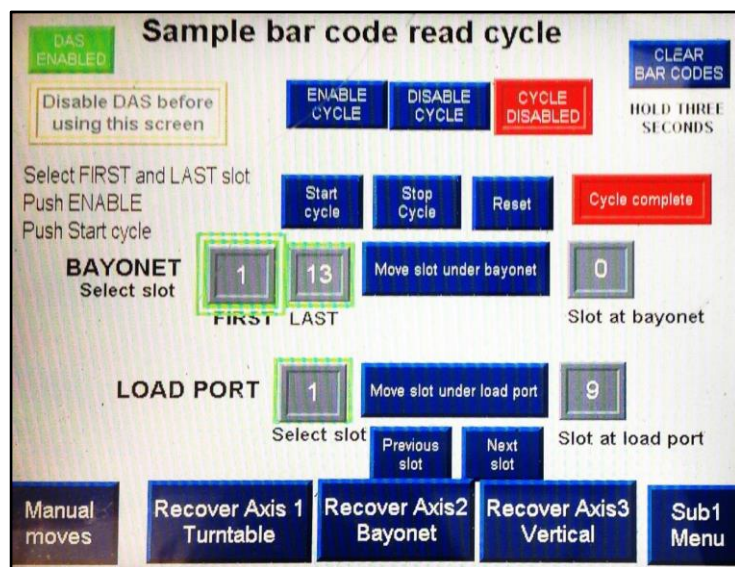 DAS
ENABLED
Sample bar code read cycle
CLEAR
BAR CODES
Disable DAS before
using this screen
ENABLE
CYCLE
DISABLE
CYCLE
CYCLE
DISABLED
HOLD THREE
SECONDS
Select FIRST and LAST slot
Push ENABLE
Push Start cycle
Start
cycle
Stop
Cycle
Reset
Cycle complete
BAYONET
Select slot
1
13
Move slot under bayonet
0
FIRST LAST
Slot at bayonet
LOAD PORT
1
Move slot under load port
9
Select slot
Slot at load port
Previous
slot
Next
slot
Manual
moves
Recover Axis 1
Turntable
Recover Axis2
Bayonet
Recover Axis3
Vertical
Sub1
Menu